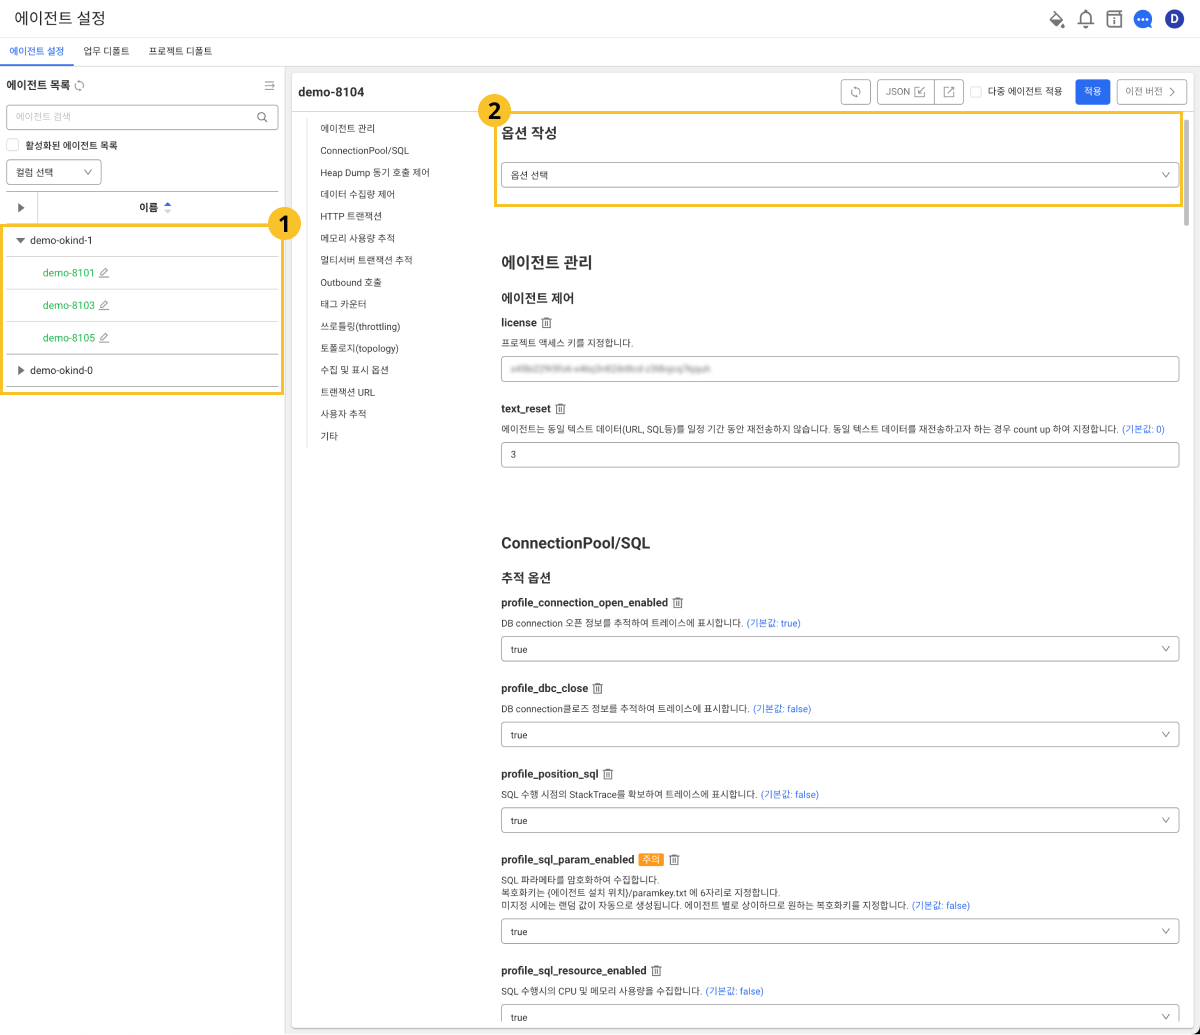 에이전트 설정
D
에이전트 설정 업무 디폴트 프로젝트 디폴트
에이전트 목록
에이전트 검색
활성화된 에이전트 목록
컬럼 선택
이름
1
demo-okind-1
demo-8101
demo-8103
demo-8105
demo-okind-0
demo-8104
JSON 다중 에이전트 적용 적용 이전 버전
에이전트 관리
ConnectionPool/SQL
Heap Dump 동기 호출 제어
데이터 수집량 제어
HTTP 트랜잭션
메모리 사용량 추적
멀티서버 트랜잭션 추적
Outbound 호출
태그 카운터
쓰로틀링(throttling)
토폴로지(topology)
수집 및 표시 옵션
트랜잭션 URL
사용자 추적
기타
2
옵션 작성
옵션 선택
에이전트 관리
에이전트 제어
license
프로젝트 액세스 키를 지정합니다.
text_reset
에이전트는 동일 텍스트 데이터(URL, SQL등)를 일정 기간 동안 재전송하지 않습니다. 동일 텍스트 데이터를 재전송하고자 하는 경우 count up 하여 지정합니다. (기본값: 0)
3
ConnectionPool/SQL
추적 옵션
profile_connection_open_enabled
DB connection 오픈 정보를 추적하여 트레이스에 표시합니다. (기본값: true)
true
profile_dbc_close
DB connection클로즈 정보를 추적하여 트레이스에 표시합니다. (기본값: false)
true
profile_position_sql
SQL 수행 시점의 StackTrace를 확보하여 트레이스에 표시합니다. (기본값: false)
true
profile_sql_param_enabled 주의
SQL 파라메타를 암호화하여 수집합니다.
복호화키는 {에이전트 설치 위치}/paramkey.txt 에 6자리로 지정합니다.
미지정 시에는 랜덤 값이 자동으로 생성됩니다. 에이전트 별로 상이하므로 원하는 복호화키를 지정합니다. (기본값: false)
true
profile_sql_resource_enabled
SQL 수행시의 CPU 및 메모리 사용량을 수집합니다. (기본값: false)
true